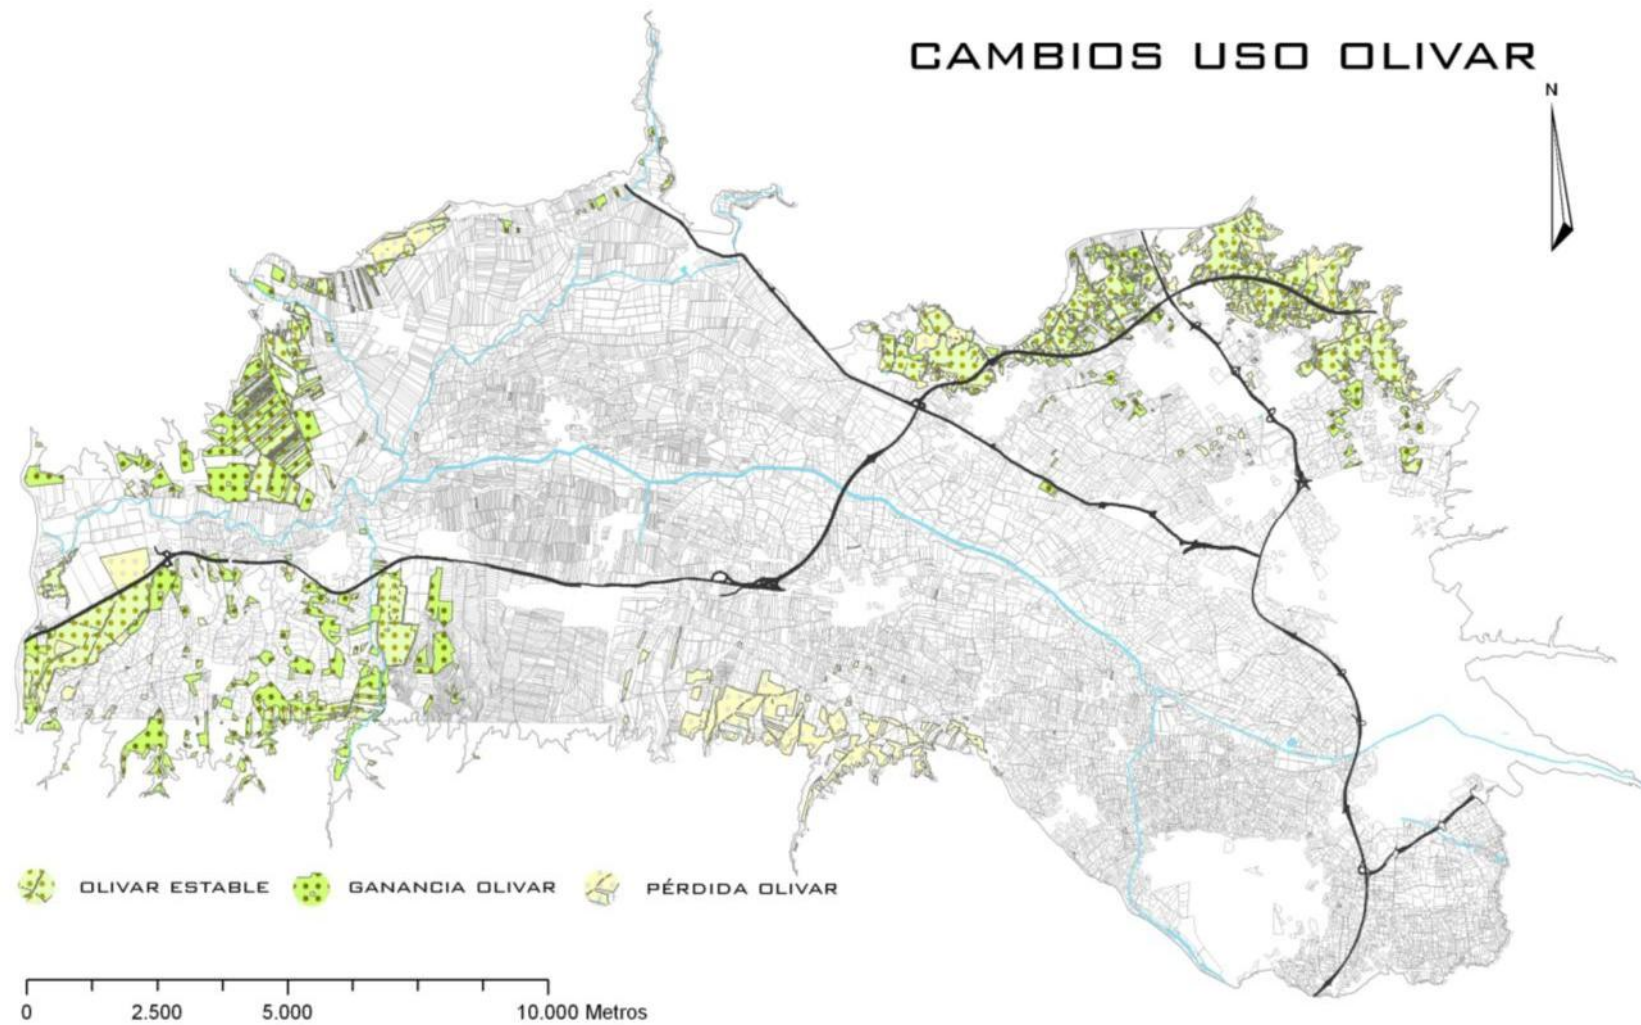 CAMBIOS USO OLIVAR
N
OLIVAR ESTABLE
GANANCIA OLIVAR
PÉRDIDA OLIVAR
0 2.500 5.000 10.000 Metros